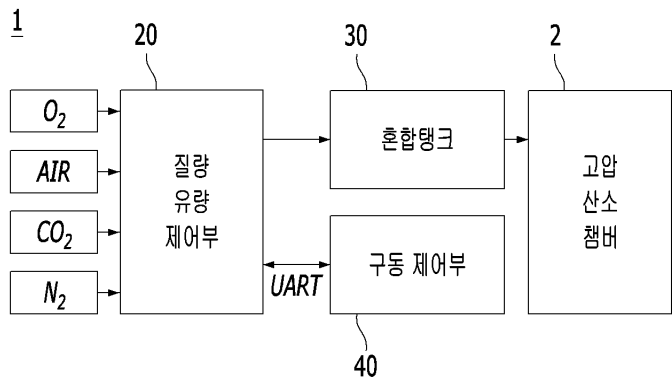 1
20
30
2
O₂
AIR
CO₂
N₂
질량
유량
제어부
혼합탱크
고압
산소
챔버
UART
구동 제어부
40